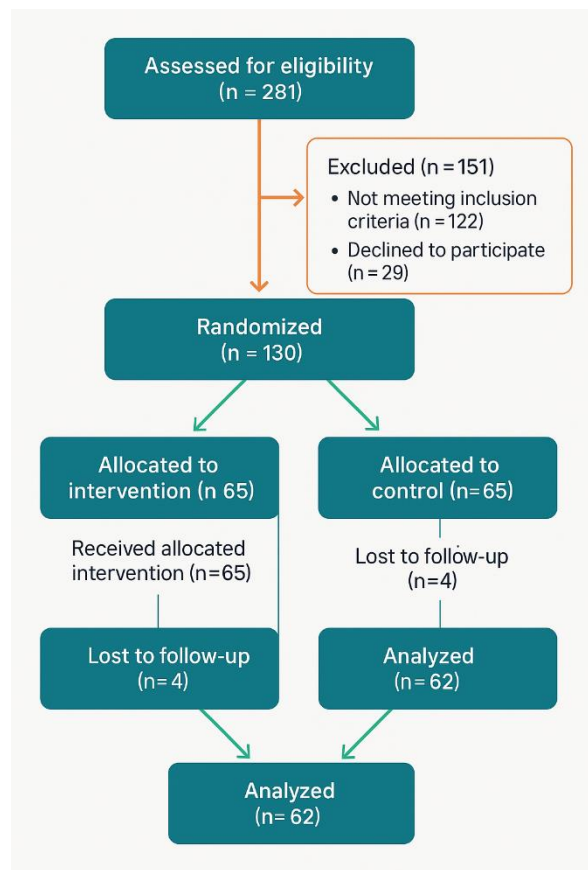 Assessed for eligibility
(n = 281)
Excluded (n = 151)
• Not meeting inclusion
criteria (n = 122)
• Declined to participate
(n = 29)
Randomized
(n = 130)
Allocated to
intervention (n 65)
Allocated to
control (n=65)
Received allocated
intervention (n=65)
Lost to follow-up
(n=4)
Lost to follow-up
(n=4)
Analyzed
(n=62)
Analyzed
(n=62)